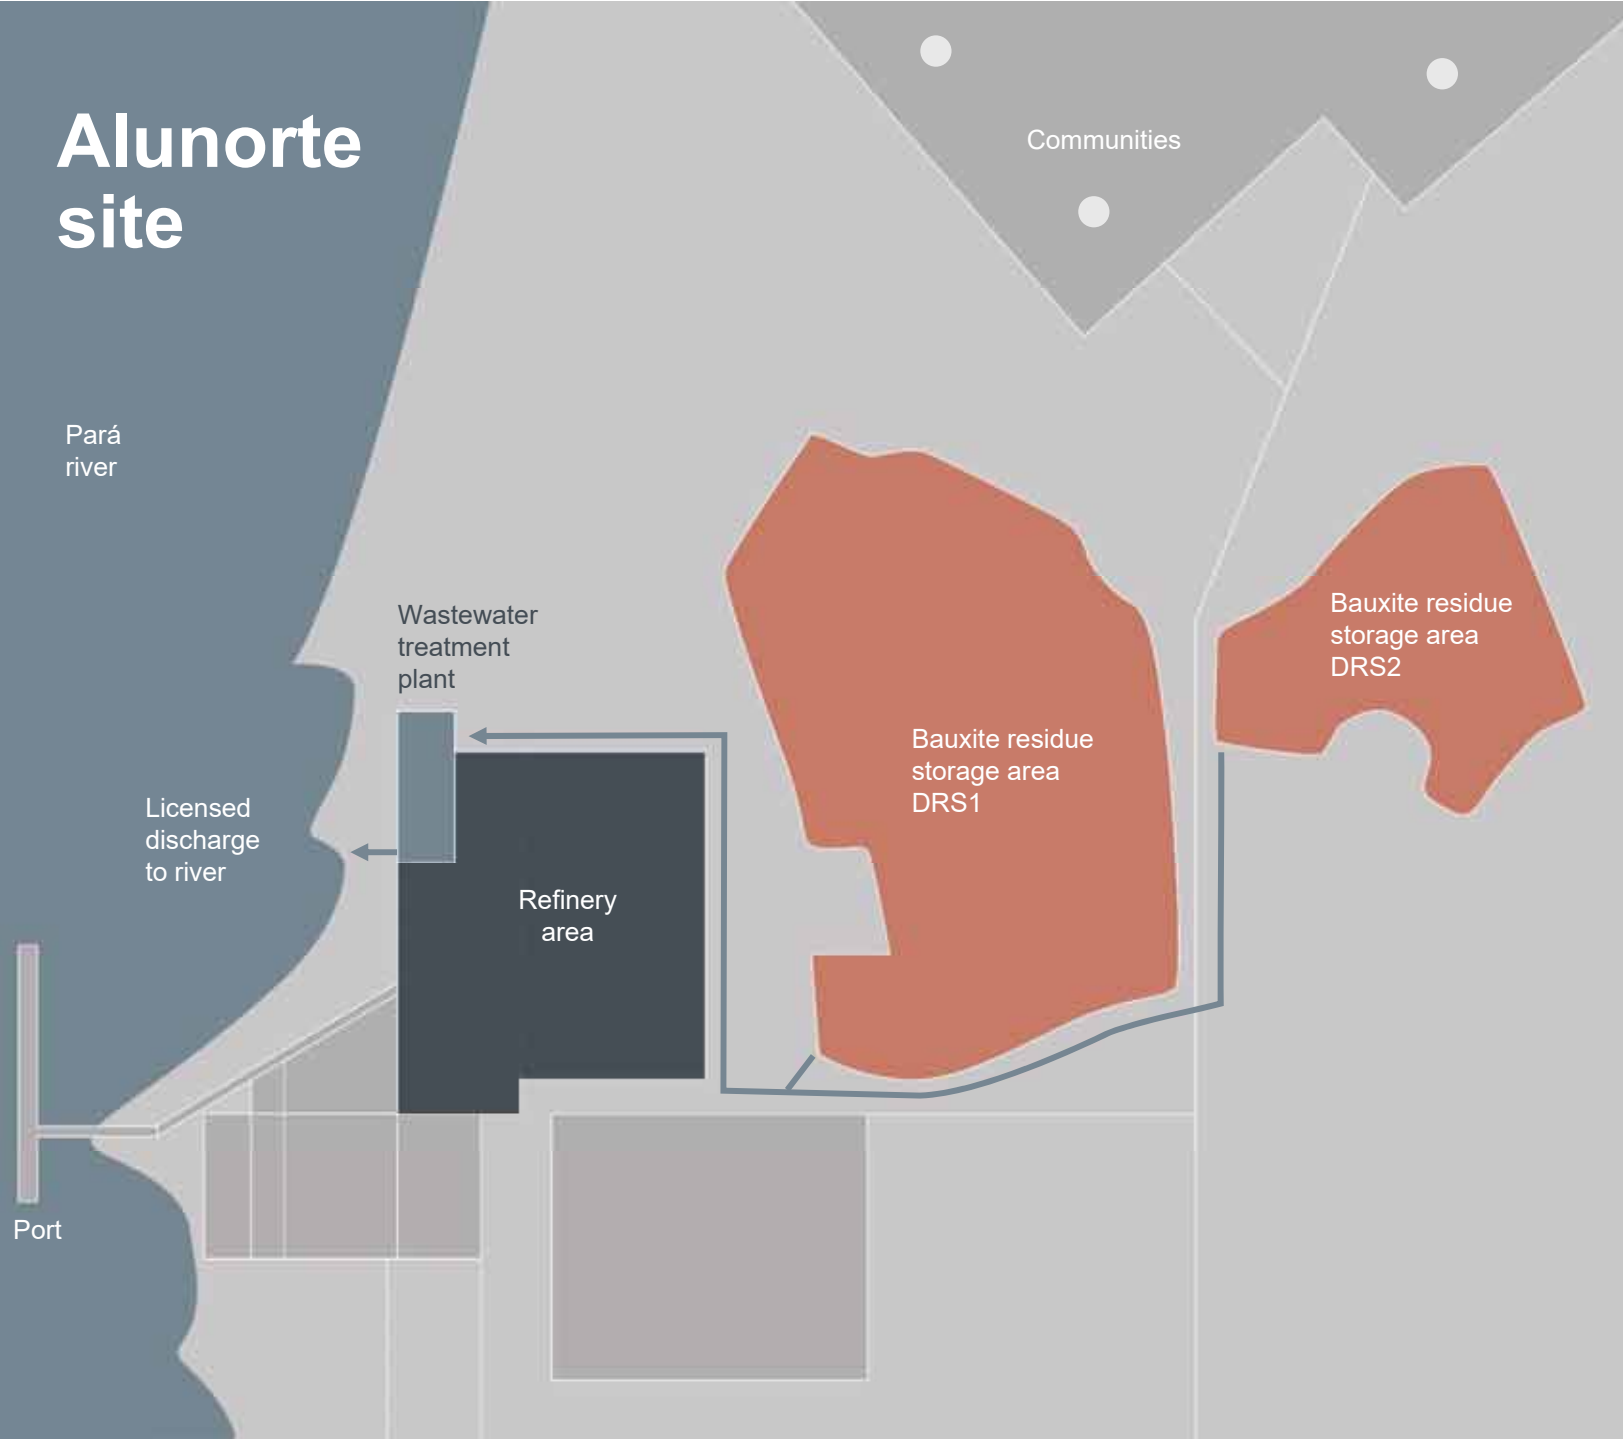 Alunorte
site
Communities
Pará
river
Wastewater
treatment
plant
Bauxite residue
storage area
DRS2
Bauxite residue
storage area
DRS1
Licensed
discharge
to river
Refinery
area
Port